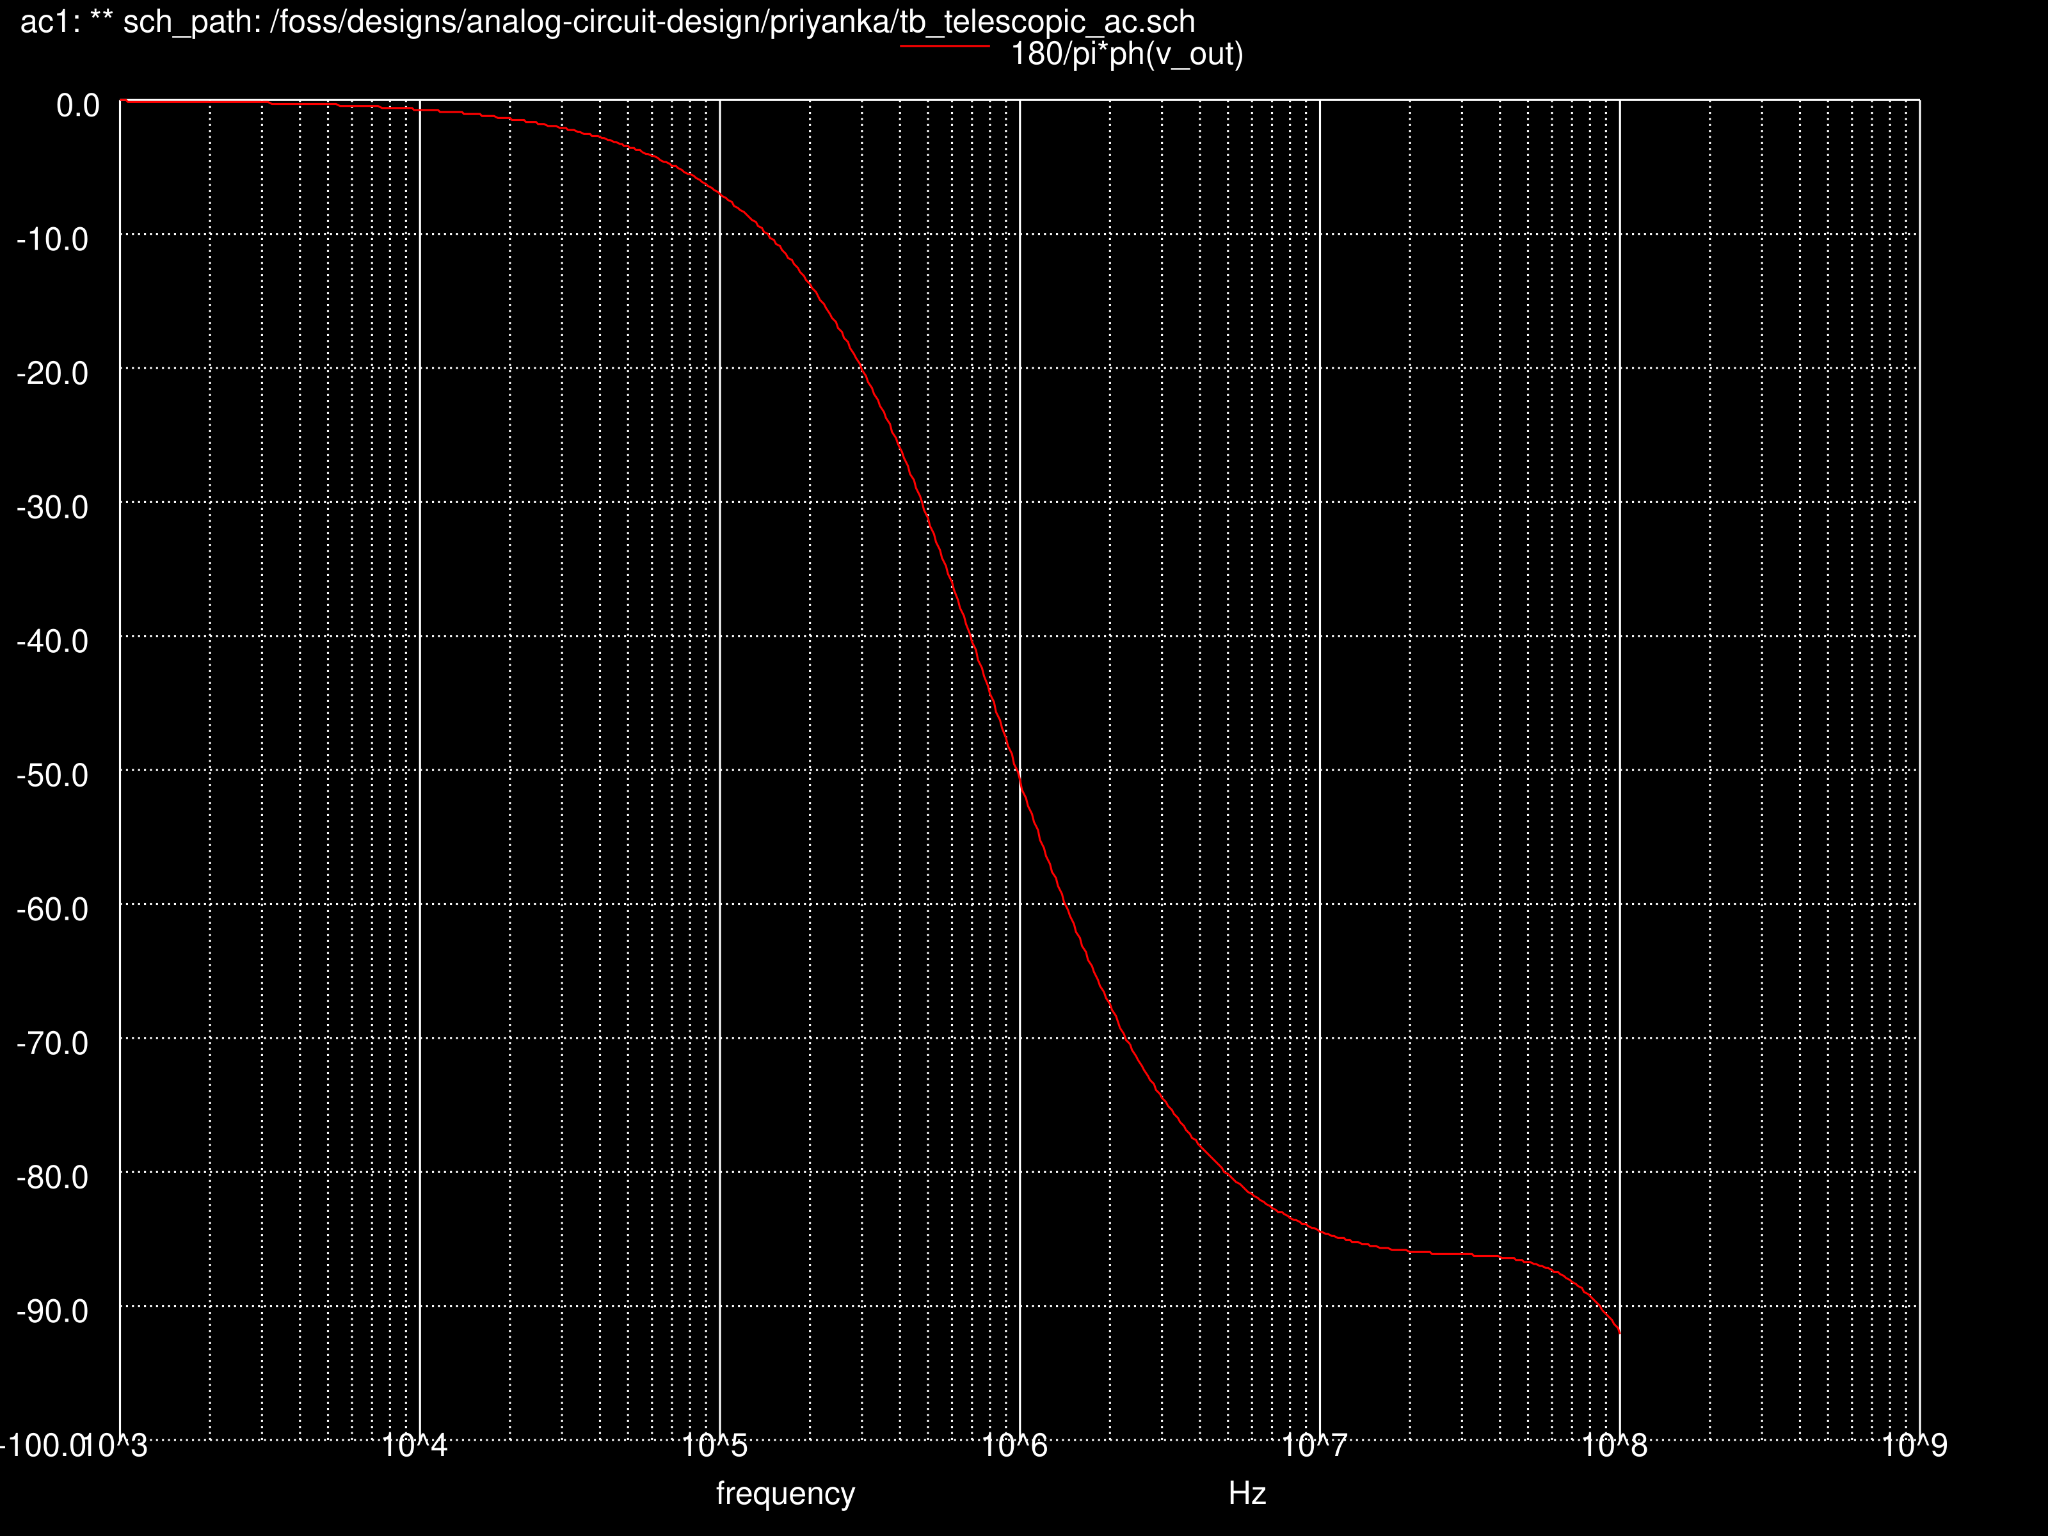 ac1: ** sch_path: /foss/designs/analog-circuit-design/priyanka/tb_telescopic_ac.sch
180/pi*ph(v_out)
0.0
-10.0
-20.0
-30.0
-40.0
-50.0
-60.0
-70.0
-80.0
-90.0
-100.0 10^3 10^4 10^5 10^6 10^7 10^8 10^9
frequency Hz